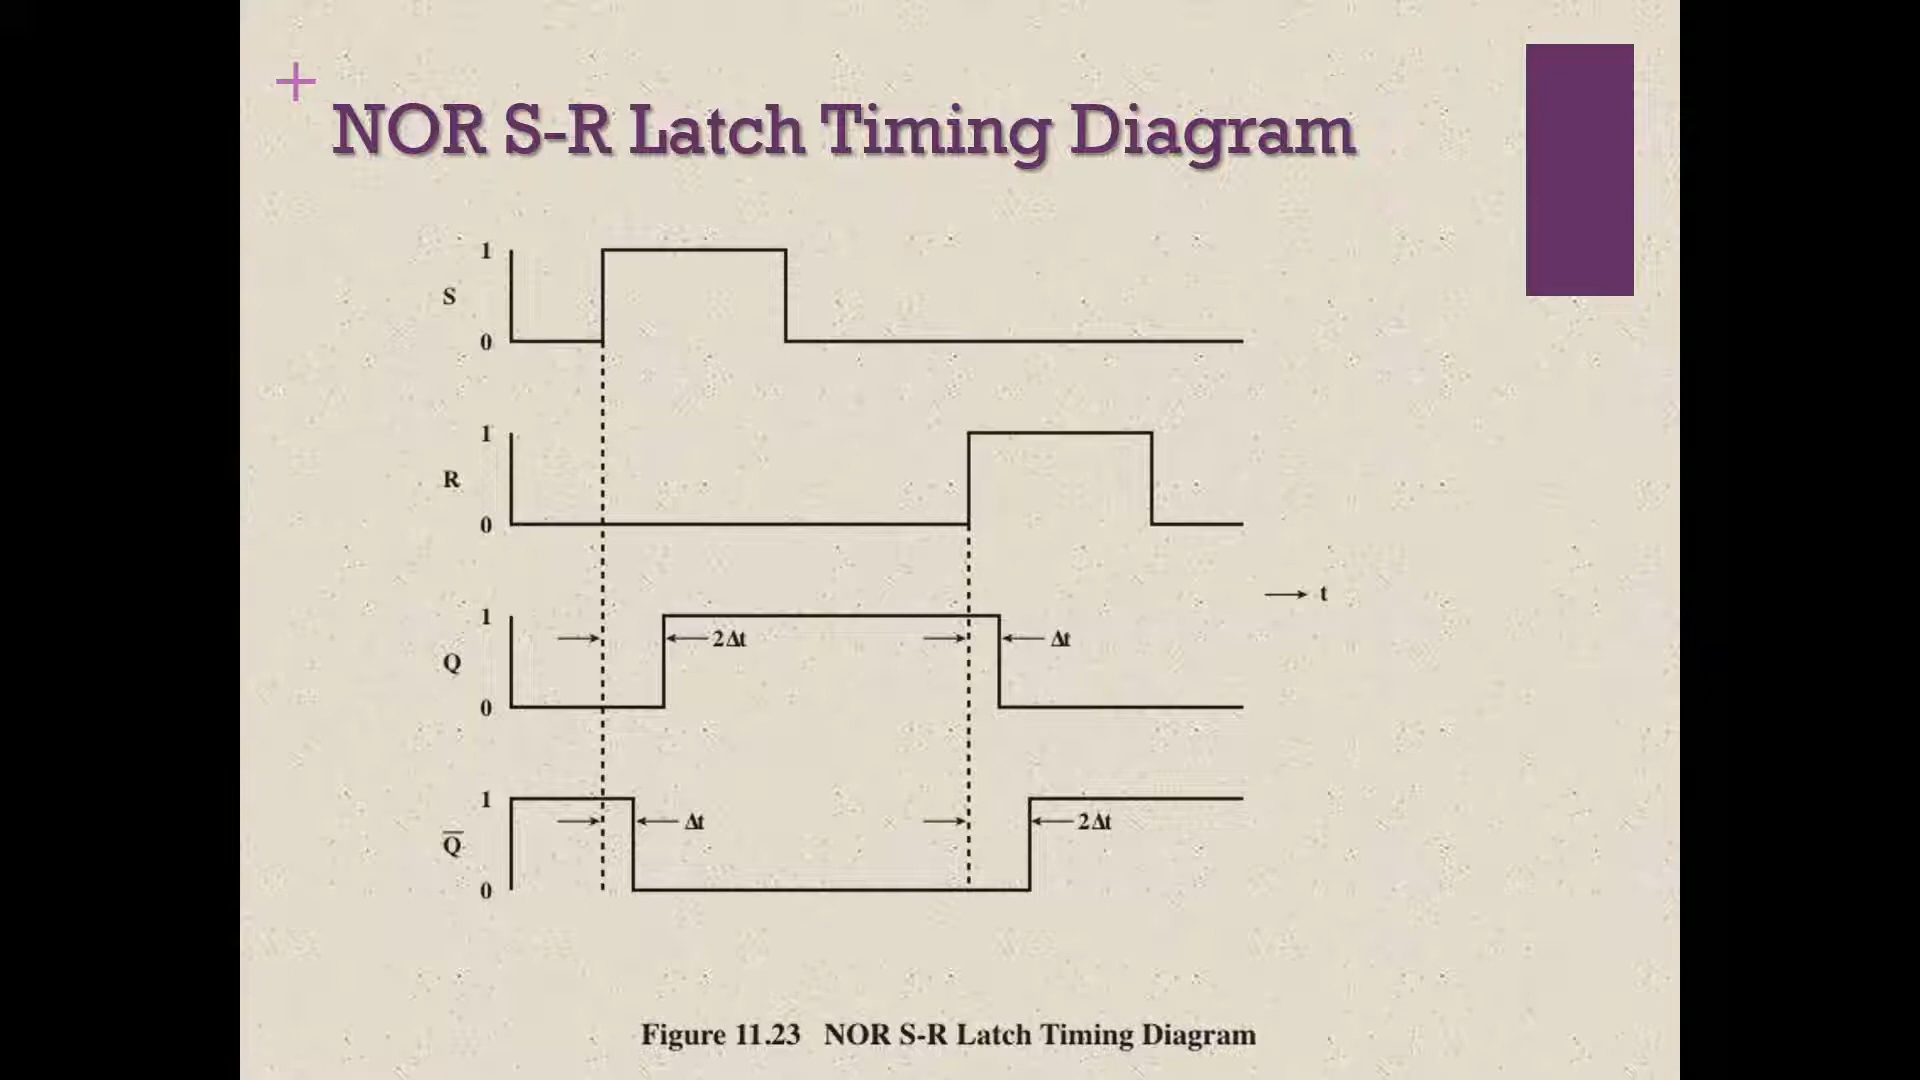 +
NOR S-R Latch Timing Diagram
1
S
0
1
R
0
→ t
1
2Δt
Δt
Q
0
1
Δt
2Δt
Q̅
0
Figure 11.23 NOR S-R Latch Timing Diagram